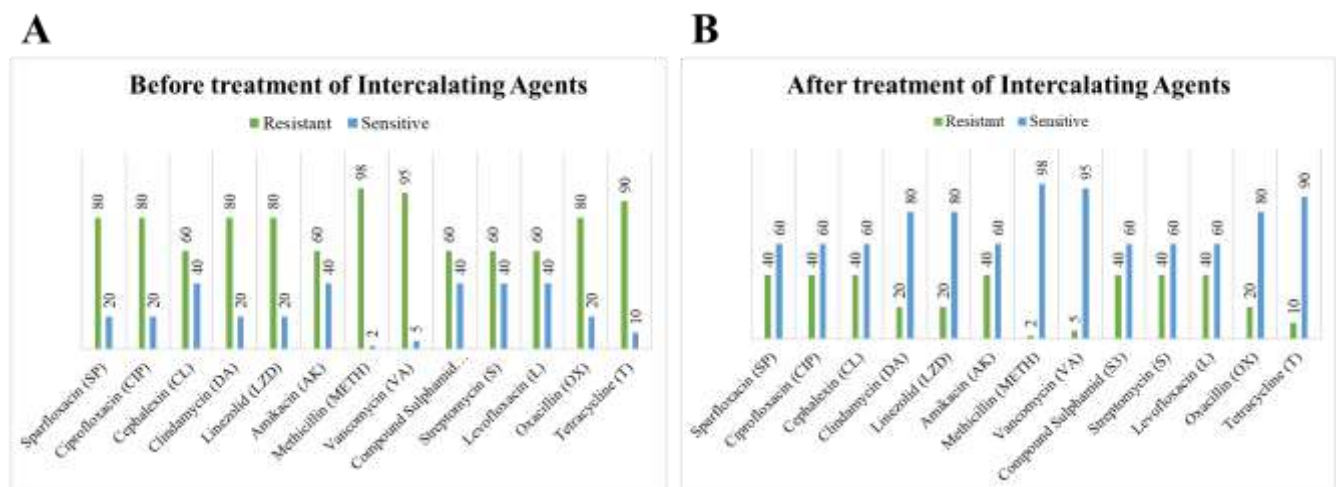 A
Before treatment of Intercalating Agents
Resistant Sensitive
80 20 80 20 60 40 80 20 80 20 60 40 98 2 95 5 60 40 60 40 60 40 80 20 90 10
Sparfloxacin (SP)
Ciprofloxacin (CIP)
Cephalexin (CL)
Clindamycin (DA)
Linezolid (LZD)
Amikacin (AK)
Methicillin (METH)
Vancomycin (VA)
Compound Sulphanid…
Streptomycin (S)
Levofloxacin (L)
Oxacillin (OX)
Tetracycline (T)
B
After treatment of Intercalating Agents
Resistant Sensitive
40 60 40 60 40 60 20 80 20 80 40 60 2 98 5 95 40 60 40 60 40 60 20 80 10 90
Sparfloxacin (SP)
Ciprofloxacin (CIP)
Cephalexin (CL)
Clindamycin (DA)
Linezolid (LZD)
Amikacin (AK)
Methicillin (METH)
Vancomycin (VA)
Compound Sulphanid (S3)
Streptomycin (S)
Levofloxacin (L)
Oxacillin (OX)
Tetracycline (T)